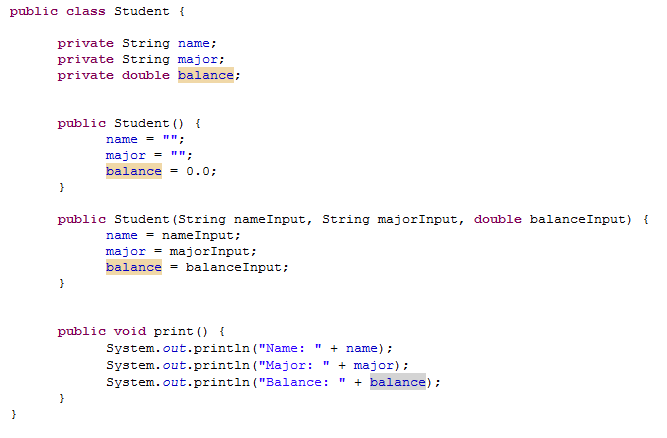 public class Student {
private String name;
private String major;
private double balance;
public Student() {
name = "";
major = "";
balance = 0.0;
}
public Student(String nameInput, String majorInput, double balanceInput) {
name = nameInput;
major = majorInput;
balance = balanceInput;
}
public void print() {
System.out.println("Name: " + name);
System.out.println("Major: " + major);
System.out.println("Balance: " + balance);
}
}